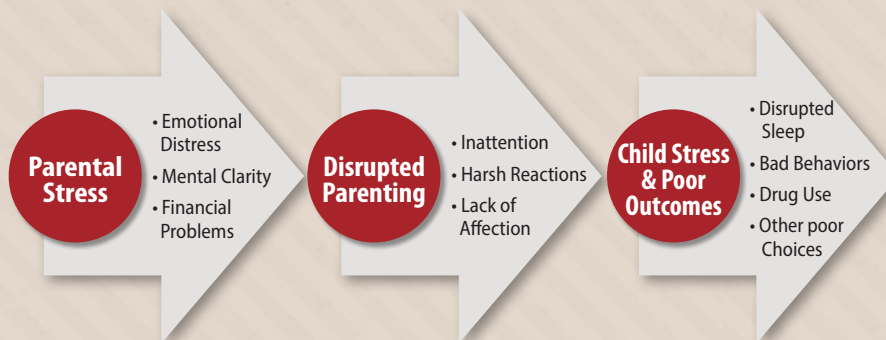 Parental
Stress
• Emotional
Distress
• Mental Clarity
• Financial
Problems
Disrupted
Parenting
• Inattention
• Harsh Reactions
• Lack of
Affection
Child Stress
& Poor
Outcomes
• Disrupted
Sleep
• Bad Behaviors
• Drug Use
• Other poor
Choices